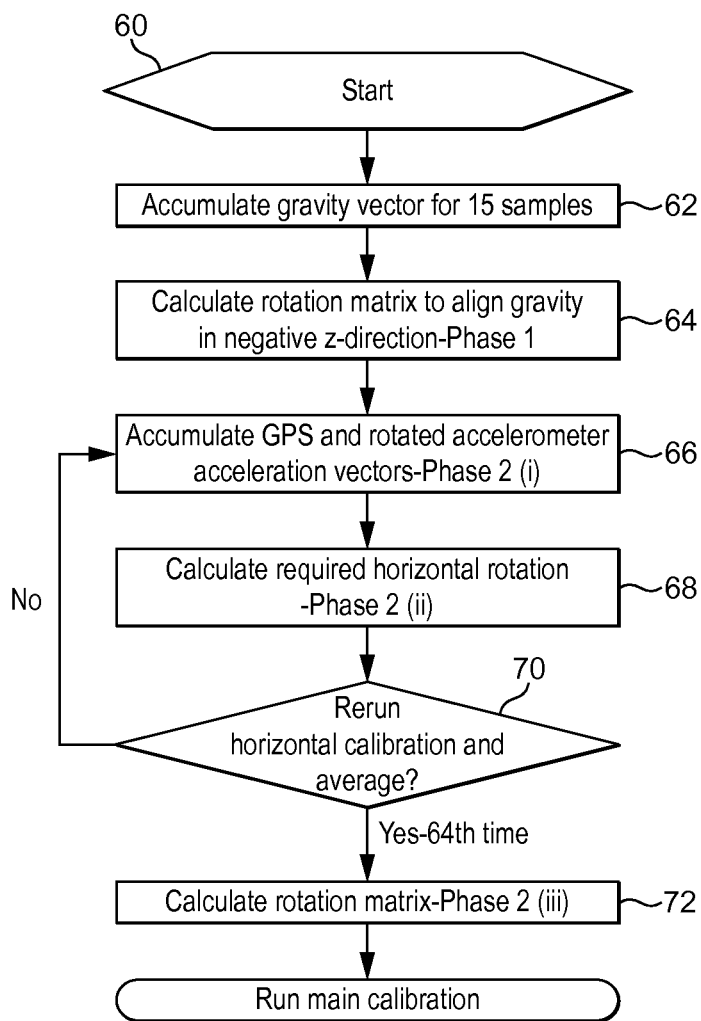 60
Start
Accumulate gravity vector for 15 samples
62
Calculate rotation matrix to align gravity
in negative z-direction-Phase 1
64
Accumulate GPS and rotated accelerometer
acceleration vectors-Phase 2 (i)
66
Calculate required horizontal rotation
-Phase 2 (ii)
68
No
70
Rerun
horizontal calibration and
average?
Yes-64th time
Calculate rotation matrix-Phase 2 (iii)
72
Run main calibration